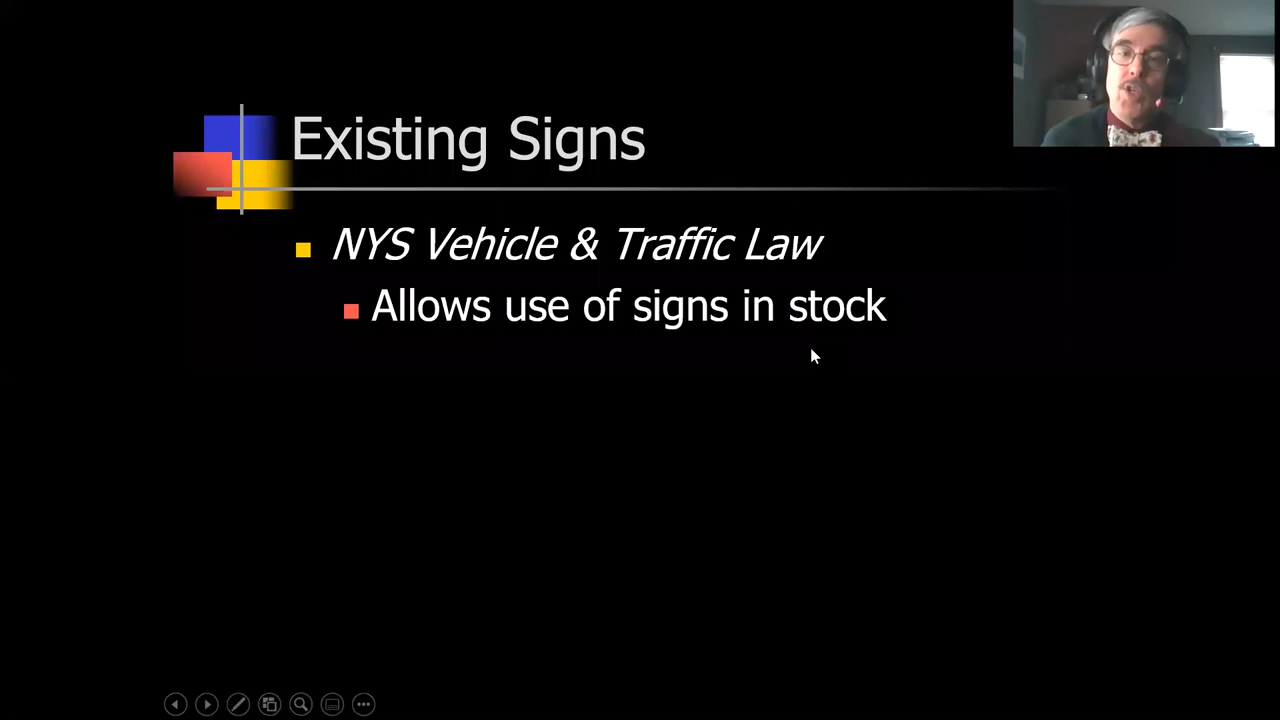 Existing Signs
NYS Vehicle & Traffic Law
Allows use of signs in stock